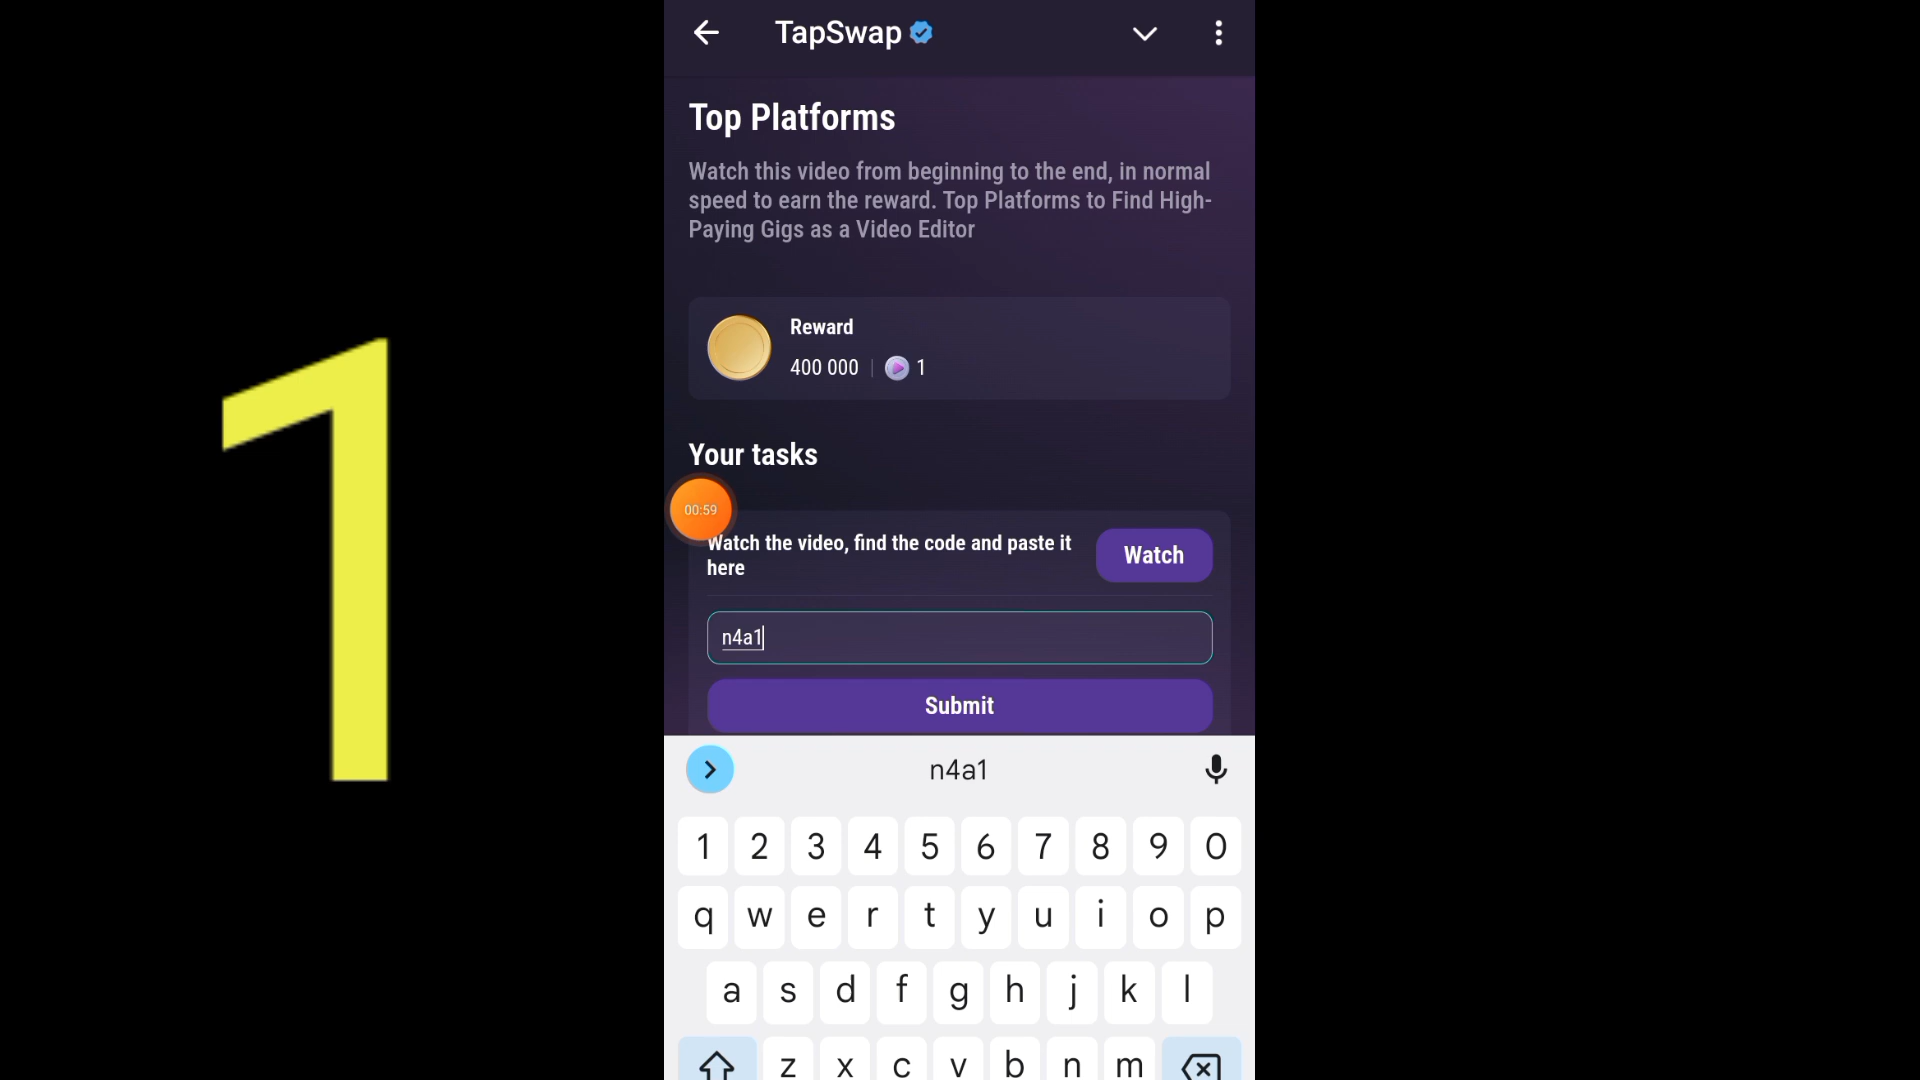 1
TapSwap
Top Platforms
Watch this video from beginning to the end, in normal
speed to earn the reward. Top Platforms to Find High-
Paying Gigs as a Video Editor
Reward
400 000 | 1
Your tasks
00:59
Watch the video, find the code and paste it
here
Watch
n4a1
Submit
n4a1
1 2 3 4 5 6 7 8 9 0
q w e r t y u i o p
a s d f g h j k l
z x c v b n m